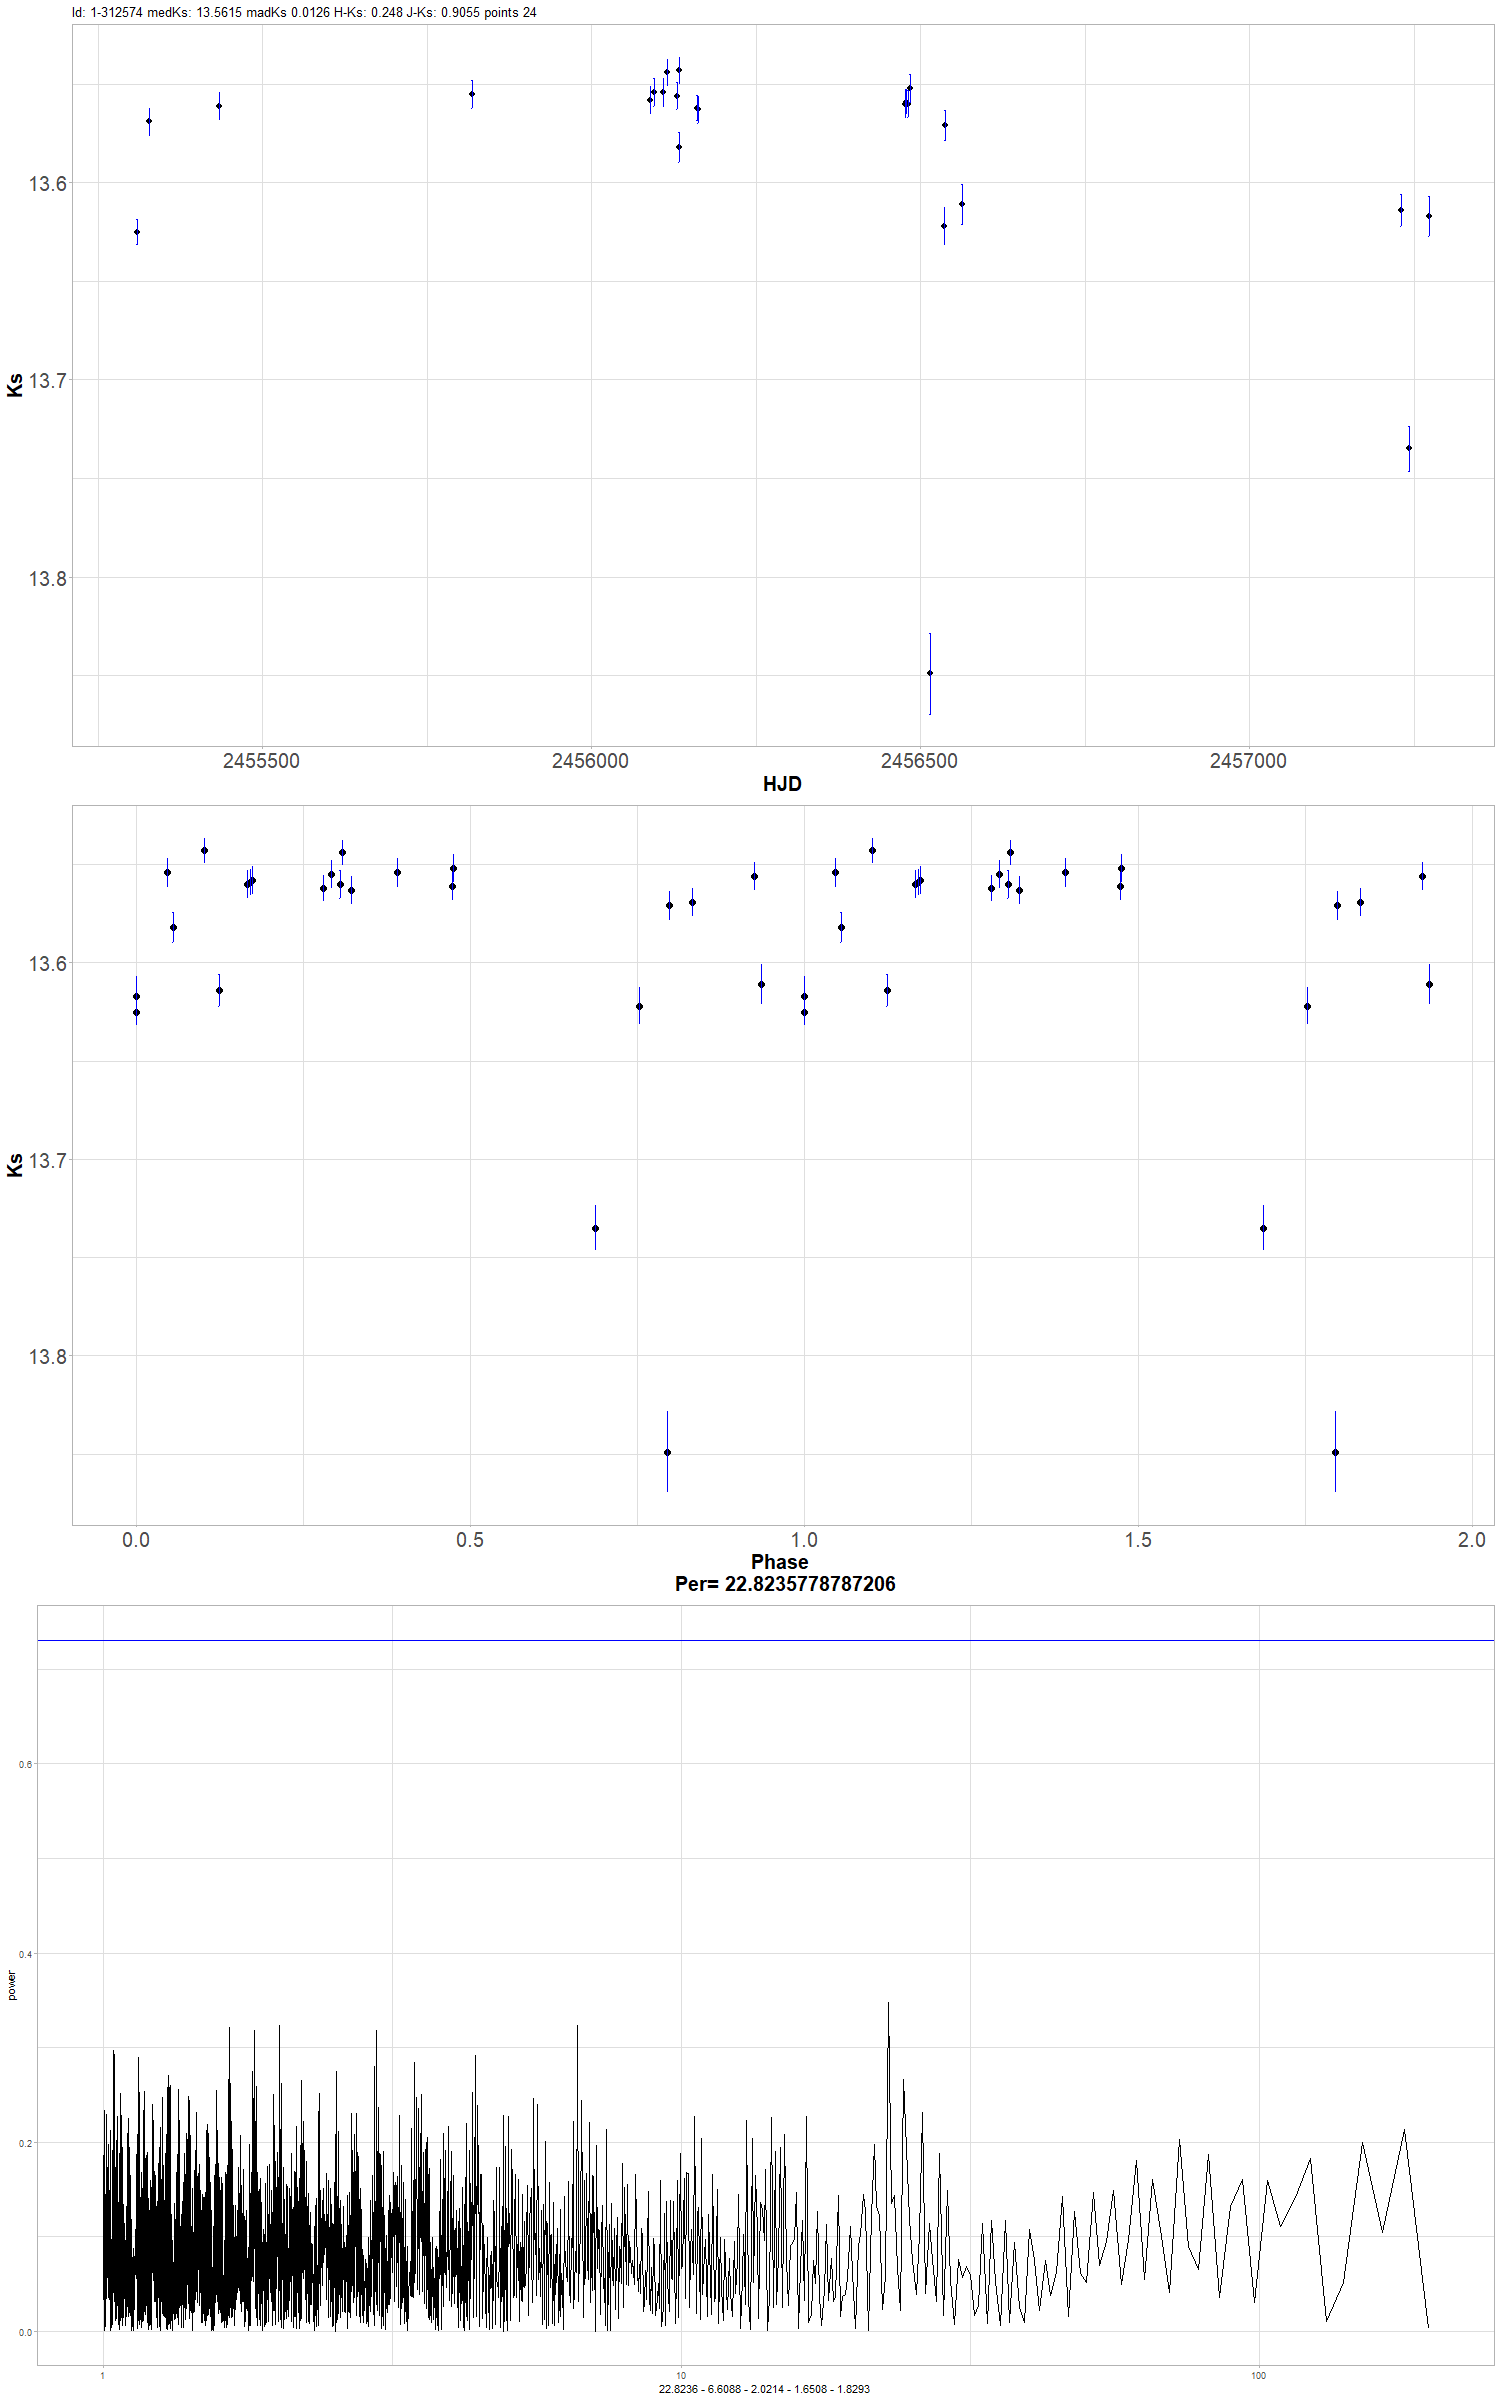 Id: 1-312574 medKs: 13.5615 madKs 0.0126 H-Ks: 0.248 J-Ks: 0.9055 points 24
13.6
13.7
13.8
Ks
2455500 2456000 2456500 2457000
HJD
13.6
13.7
13.8
Ks
0.0 0.5 1.0 1.5 2.0
Phase
Per= 22.8235778787206
0.6
0.4
0.2
0.0
power
1 10 100
22.8236 - 6.6088 - 2.0214 - 1.6508 - 1.8293